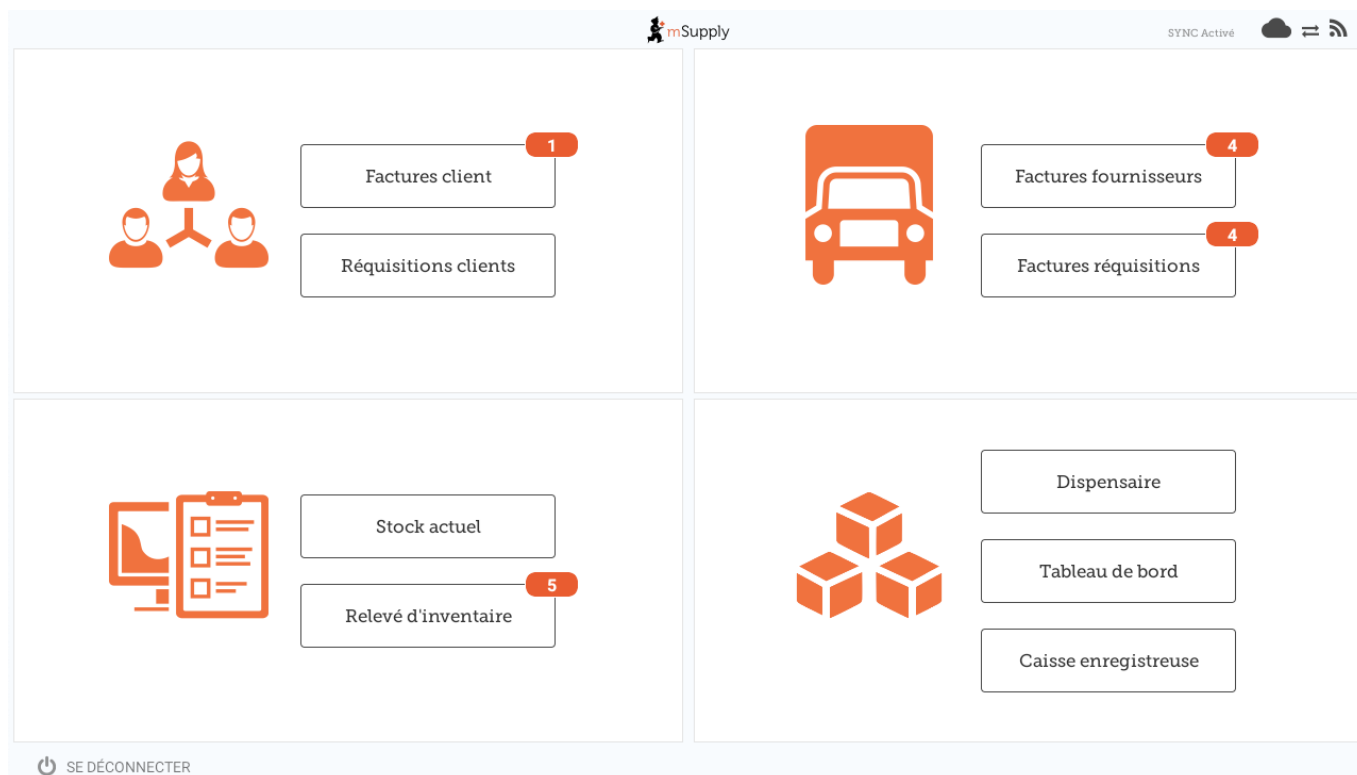 mSupply
SYNC Activé
1
Factures client
Réquisitions clients
4
Factures fournisseurs
4
Factures réquisitions
Stock actuel
5
Relevé d'inventaire
Dispensaire
Tableau de bord
Caisse enregistreuse
SE DÉCONNECTER